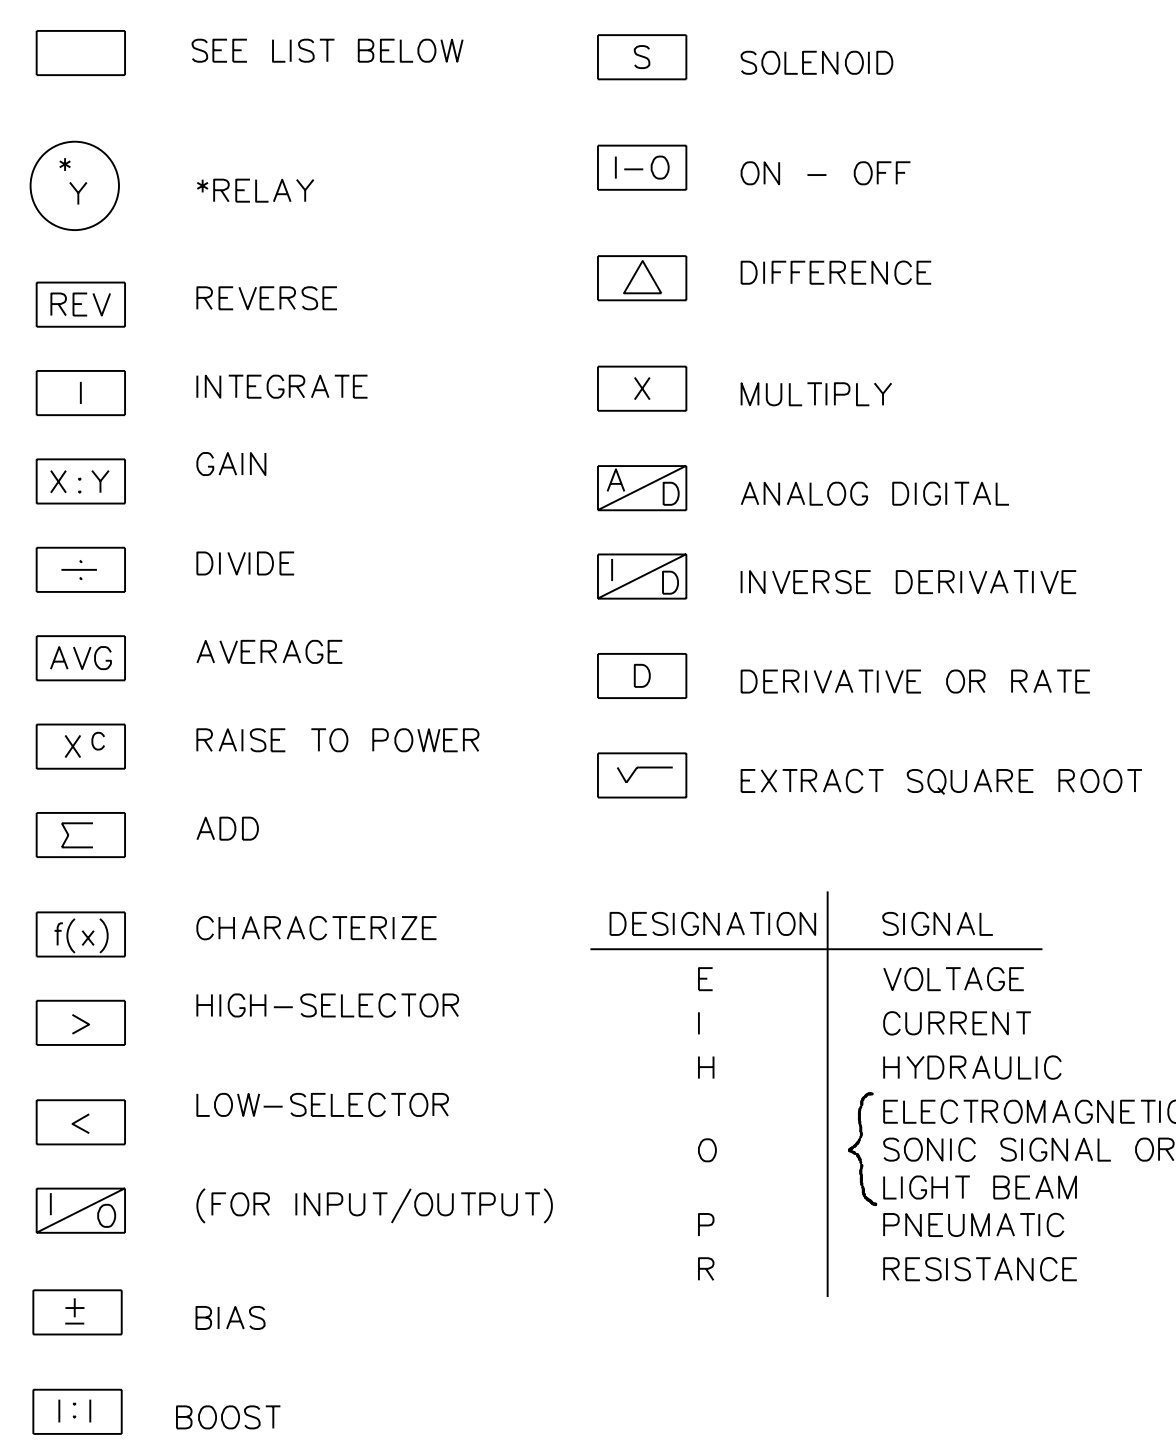 SEE LIST BELOW
* Y *RELAY
REV REVERSE
I INTEGRATE
X:Y GAIN
÷ DIVIDE
AVG AVERAGE
X^C RAISE TO POWER
Σ ADD
f(x) CHARACTERIZE
> HIGH-SELECTOR
< LOW-SELECTOR
I/O (FOR INPUT/OUTPUT)
± BIAS
1:1 BOOST
S SOLENOID
I-O ON - OFF
△ DIFFERENCE
X MULTIPLY
A/D ANALOG DIGITAL
I/D INVERSE DERIVATIVE
D DERIVATIVE OR RATE
√ EXTRACT SQUARE ROOT
DESIGNATION SIGNAL
E VOLTAGE
I CURRENT
H HYDRAULIC
ELECTROMAGNETIC
O SONIC SIGNAL OR
LIGHT BEAM
P PNEUMATIC
R RESISTANCE